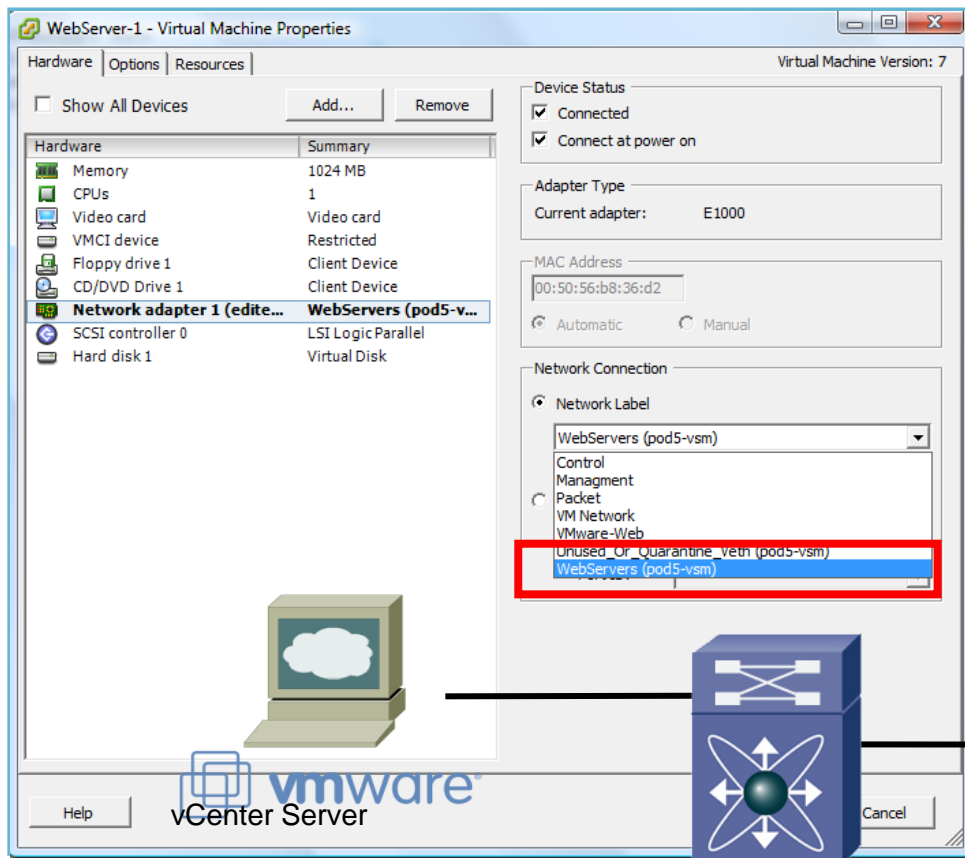 WebServer-1 - Virtual Machine Properties
Hardware Options Resources
Virtual Machine Version: 7
Show All Devices
Add...
Remove
Hardware Summary
Memory 1024 MB
CPUs 1
Video card Video card
VMCI device Restricted
Floppy drive 1 Client Device
CD/DVD Drive 1 Client Device
Network adapter 1 (edite... WebServers (pod5-v...
SCSI controller 0 LSI Logic Parallel
Hard disk 1 Virtual Disk
Device Status
Connected
Connect at power on
Adapter Type
Current adapter: E1000
MAC Address
00:50:56:b8:36:d2
Automatic Manual
Network Connection
Network Label
WebServers (pod5-vsm)
Control
Managment
Packet
VM Network
VMware-Web
Unused_Or_Quarantine_Veth (pod5-vsm)
WebServers (pod5-vsm)
vmware
vCenter Server
Help
Cancel